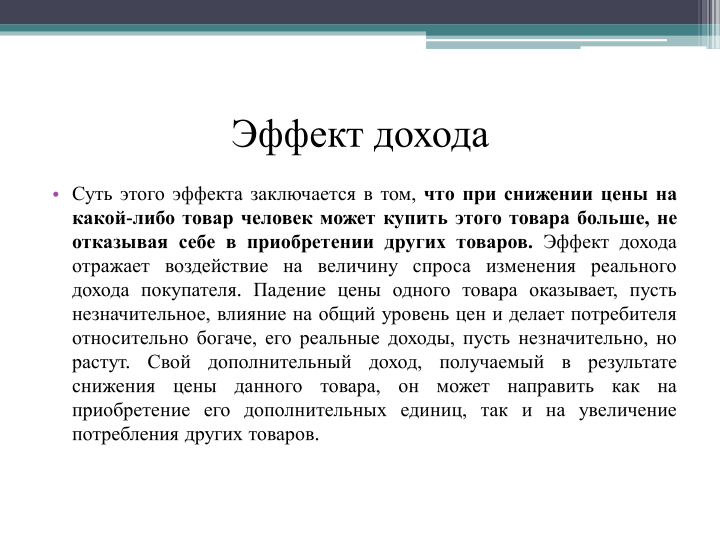 Эффект дохода
• Суть этого эффекта заключается в том, что при снижении цены на
какой-либо товар человек может купить этого товара больше, не
отказывая себе в приобретении других товаров. Эффект дохода
отражает воздействие на величину спроса изменения реального
дохода покупателя. Падение цены одного товара оказывает, пусть
незначительное, влияние на общий уровень цен и делает потребителя
относительно богаче, его реальные доходы, пусть незначительно, но
растут. Свой дополнительный доход, получаемый в результате
снижения цены данного товара, он может направить как на
приобретение его дополнительных единиц, так и на увеличение
потребления других товаров.